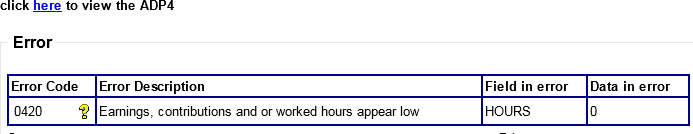 click here to view the ADP4
Error
Error Code Error Description Field in error Data in error
0420 ? Earnings, contributions and or worked hours appear low HOURS 0